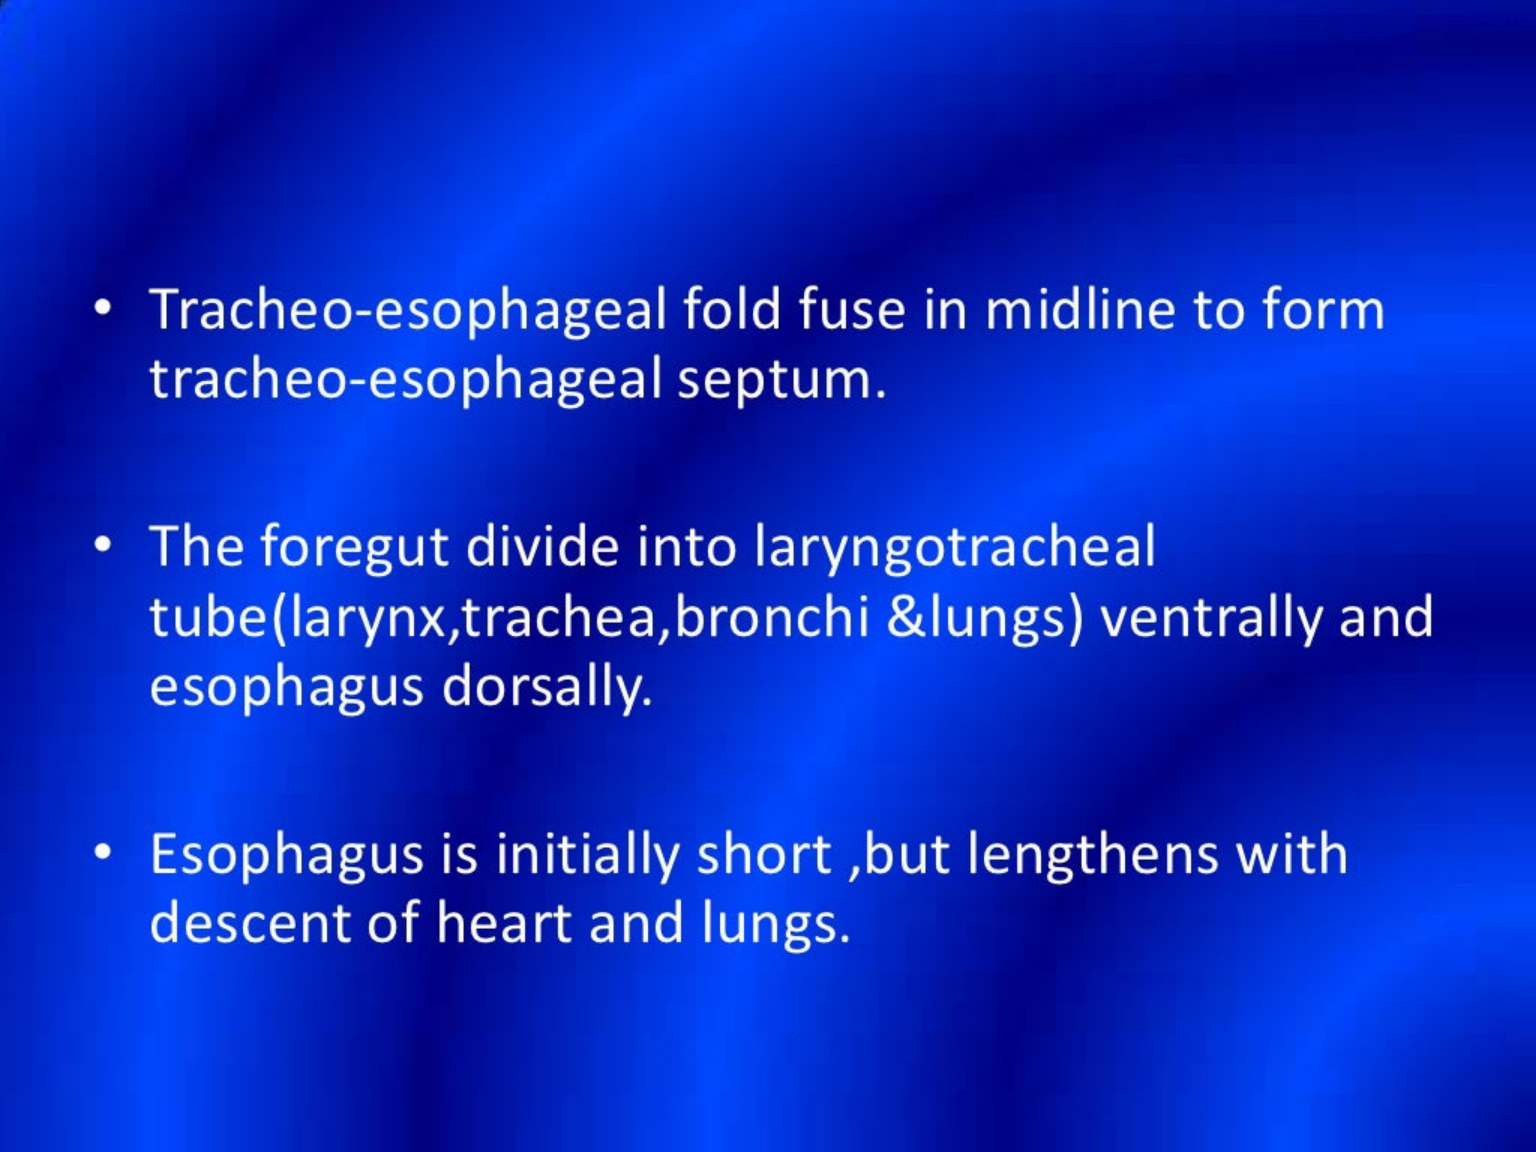 • Tracheo-esophageal fold fuse in midline to form
tracheo-esophageal septum.
• The foregut divide into laryngotracheal
tube(larynx,trachea,bronchi &lungs) ventrally and
esophagus dorsally.
• Esophagus is initially short ,but lengthens with
descent of heart and lungs.